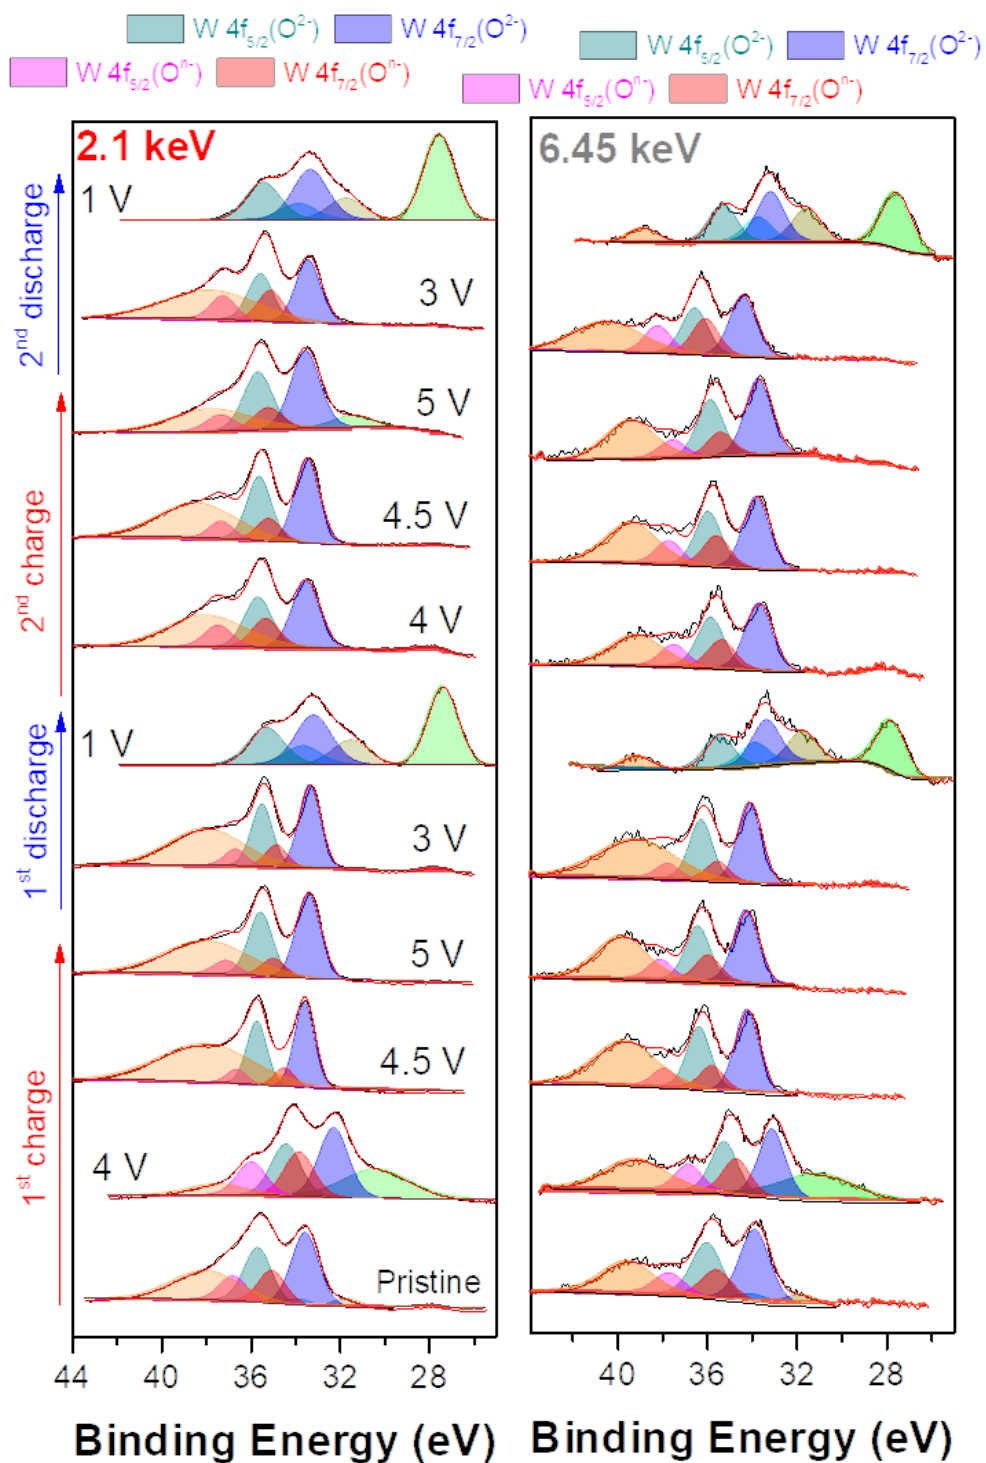 W 4f5/2(O2-) W 4f7/2(O2-)
W 4f5/2(On-) W 4f7/2(On-)
W 4f5/2(O2-) W 4f7/2(O2-)
W 4f5/2(On-) W 4f7/2(On-)
2.1 keV
1 V
3 V
5 V
4.5 V
4 V
1 V
3 V
5 V
4.5 V
4 V
Pristine
2nd discharge
2nd charge
1st discharge
1st charge
44 40 36 32 28
Binding Energy (eV)
6.45 keV
40 36 32 28
Binding Energy (eV)